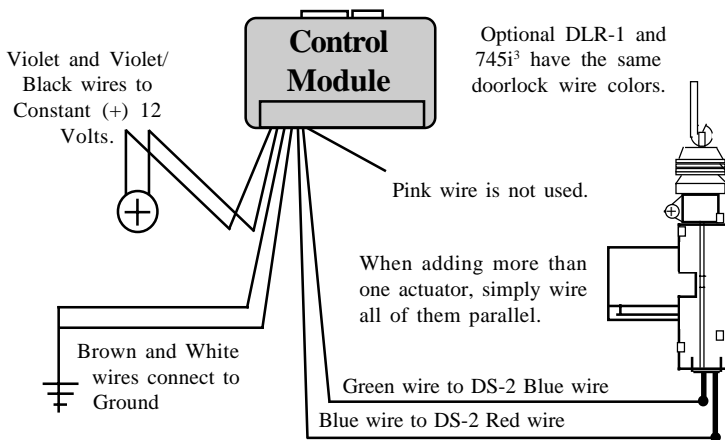 Control
Module
Violet and Violet/
Black wires to
Constant (+) 12
Volts.
Optional DLR-1 and
745i³ have the same
doorlock wire colors.
Pink wire is not used.
When adding more than
one actuator, simply wire
all of them parallel.
Brown and White
wires connect to
Ground
Green wire to DS-2 Blue wire
Blue wire to DS-2 Red wire